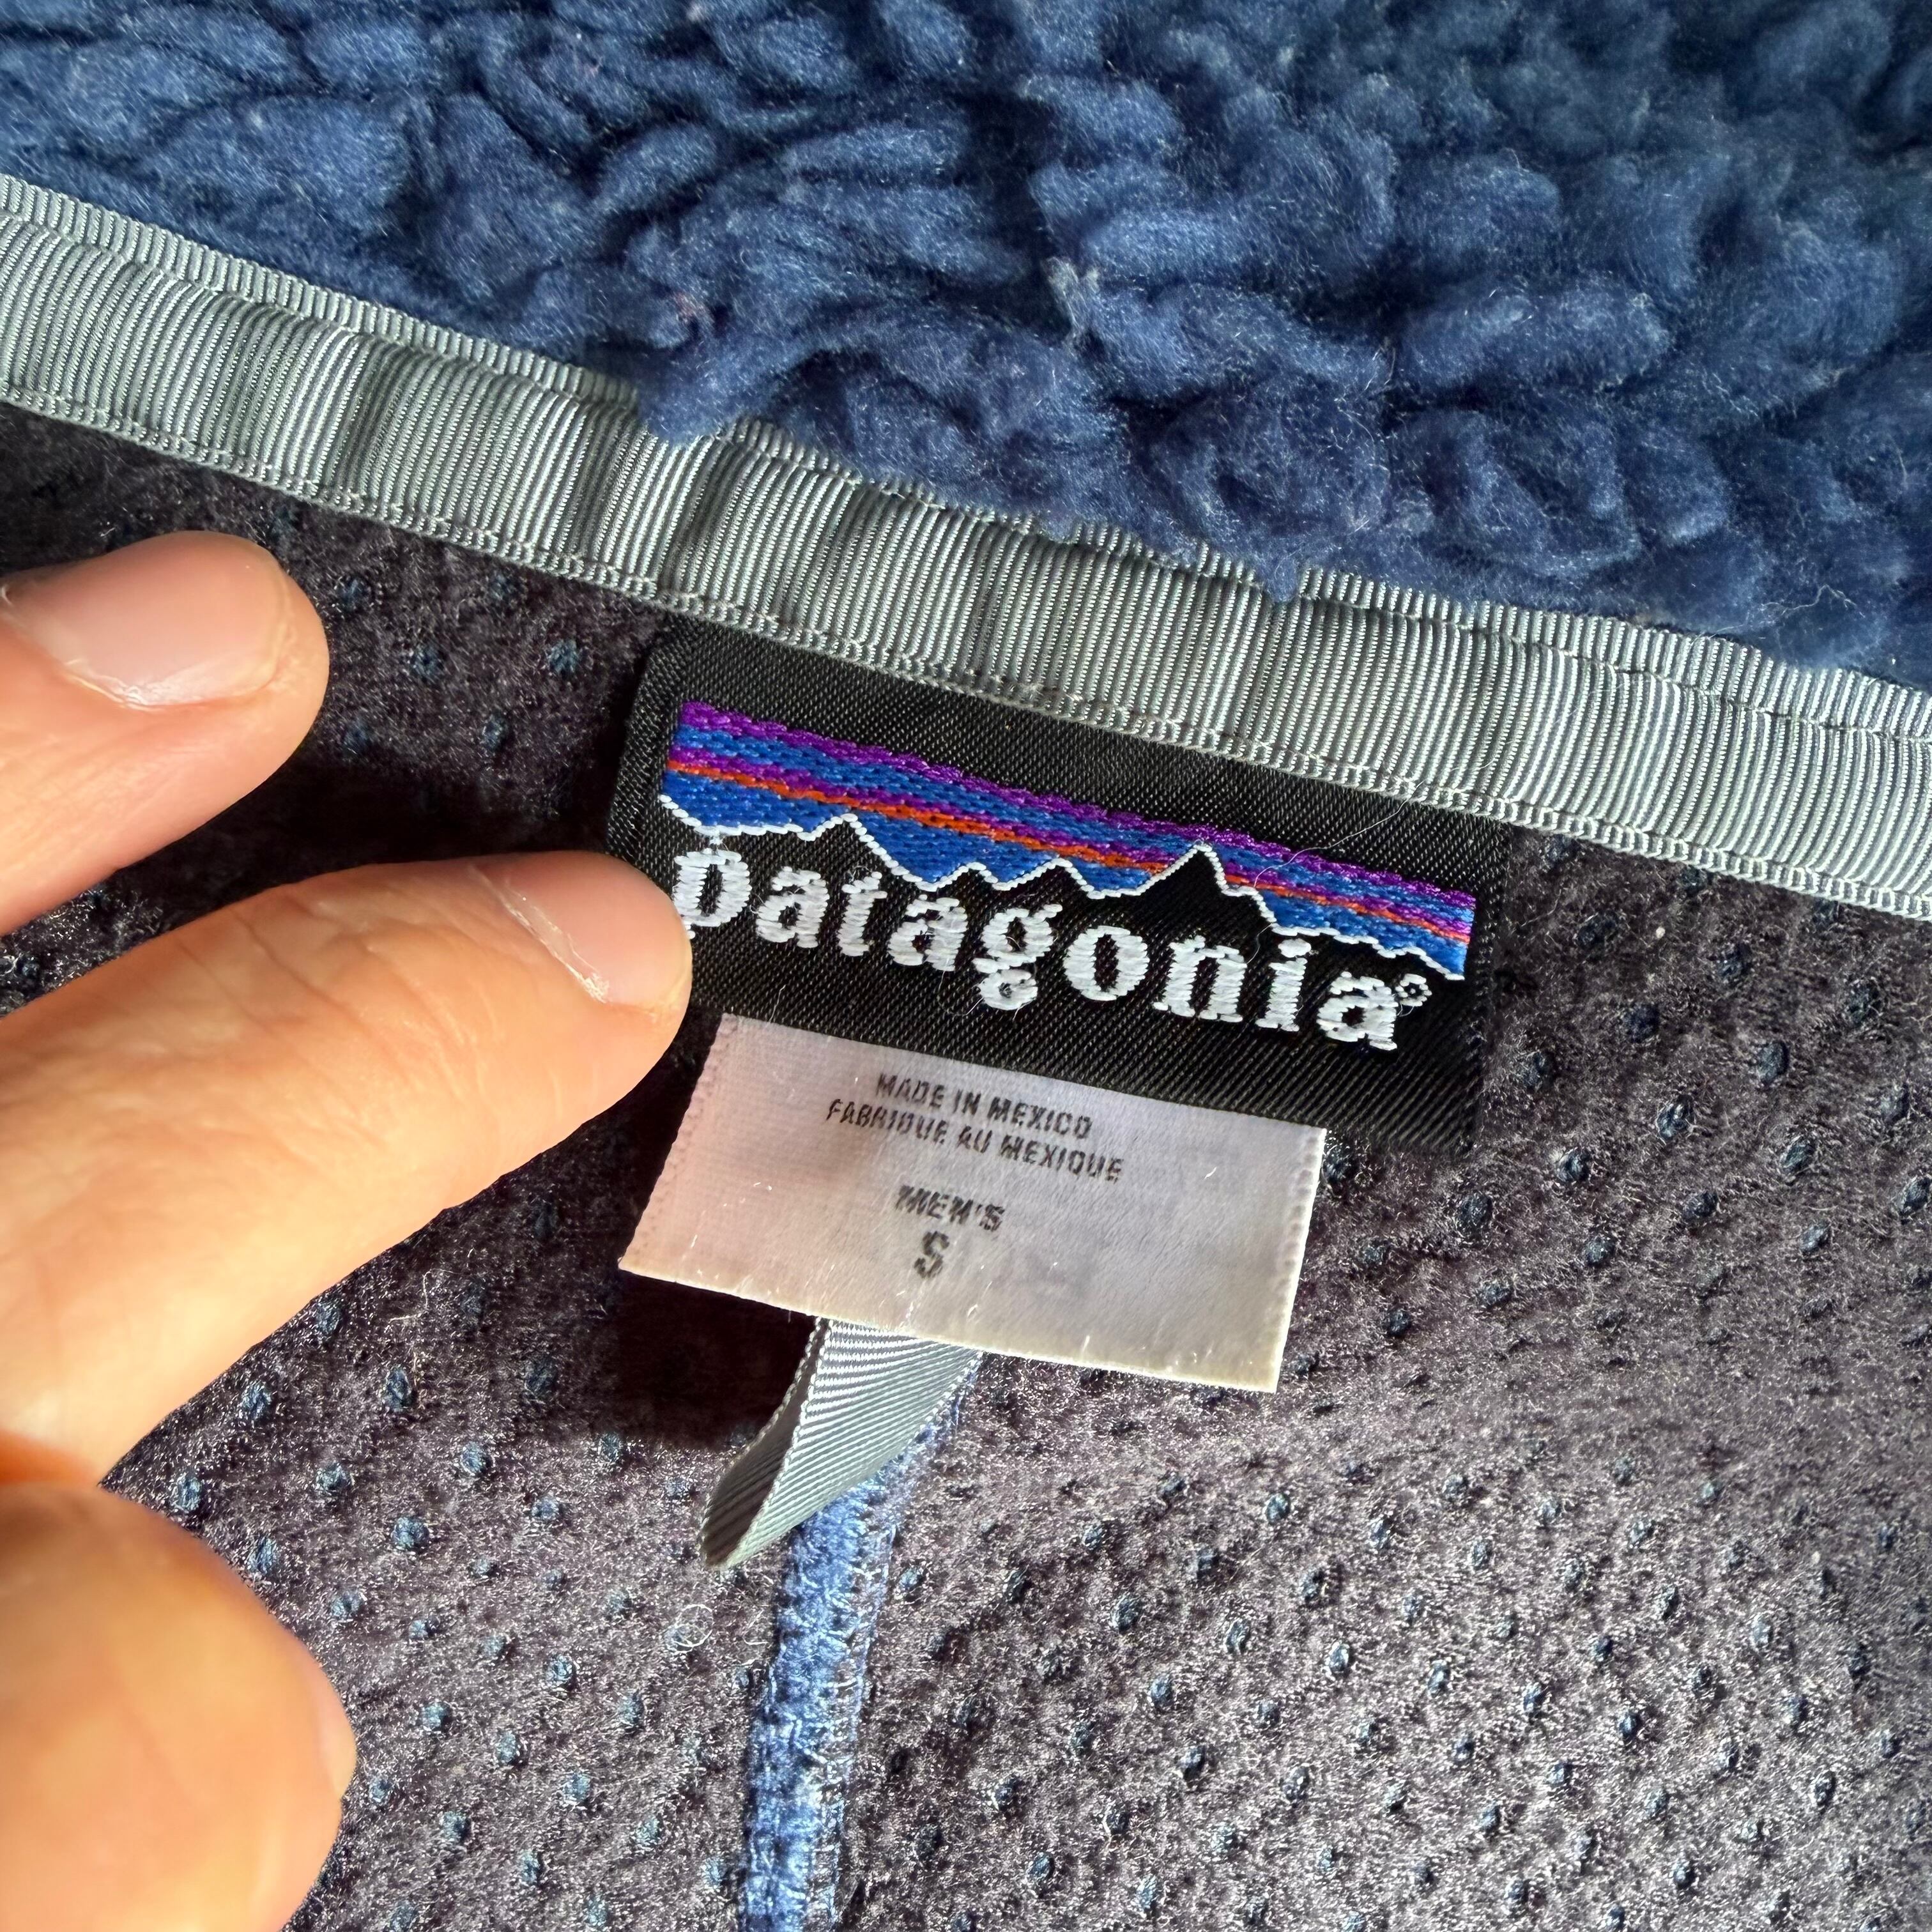 patagonia®
MADE IN MEXICO
FABRIQUE AU MEXIQUE
MEN'S
S